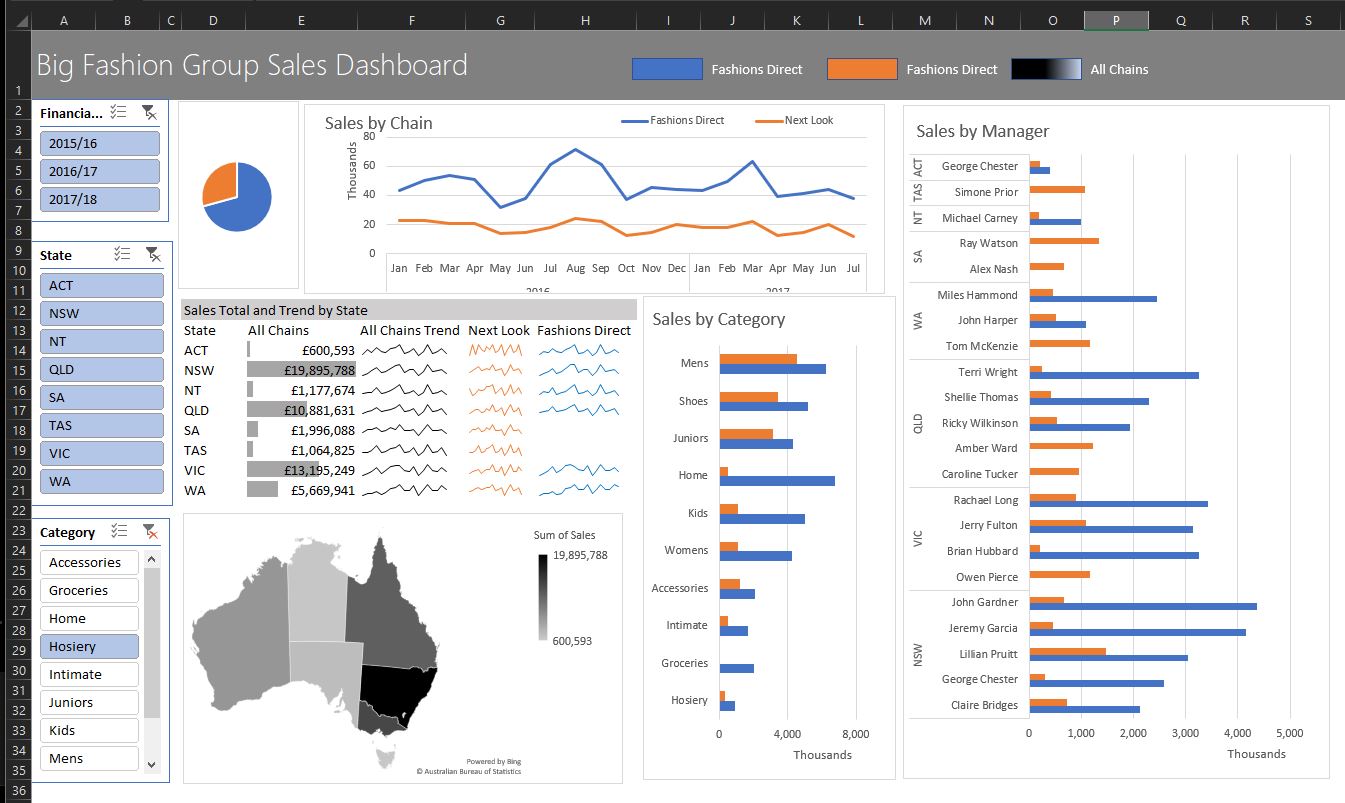 A B C D E F G H I J K L M N O P Q R S
1
2
3
4
5
6
7
8
9
10
11
12
13
14
15
16
17
18
19
20
21
22
23
24
25
26
27
28
29
30
31
32
33
34
35
36
Big Fashion Group Sales Dashboard
Fashions Direct Fashions Direct All Chains
Financia...
2015/16
2016/17
2017/18
State
ACT
NSW
NT
QLD
SA
TAS
VIC
WA
Category
Accessories
Groceries
Home
Hosiery
Intimate
Juniors
Kids
Mens
Sales by Chain
Fashions Direct Next Look
Thousands
80
60
40
20
0
Jan Feb Mar Apr May Jun Jul Aug Sep Oct Nov Dec Jan Feb Mar Apr May Jun Jul
2016 2017
Sales Total and Trend by State
State All Chains All Chains Trend Next Look Fashions Direct
ACT £600,593
NSW £19,895,788
NT £1,177,674
QLD £10,881,631
SA £1,996,088
TAS £1,064,825
VIC £13,195,249
WA £5,669,941
Sum of Sales
19,895,788
600,593
Powered by Bing
© Australian Bureau of Statistics
Sales by Category
Mens
Shoes
Juniors
Home
Kids
Womens
Accessories
Intimate
Groceries
Hosiery
0 4,000 8,000
Thousands
Sales by Manager
ACT
George Chester
TAS
Simone Prior
NT
Michael Carney
SA
Ray Watson
Alex Nash
WA
Miles Hammond
John Harper
Tom McKenzie
QLD
Terri Wright
Shellie Thomas
Ricky Wilkinson
Amber Ward
Caroline Tucker
VIC
Rachael Long
Jerry Fulton
Brian Hubbard
Owen Pierce
NSW
John Gardner
Jeremy Garcia
Lillian Pruitt
George Chester
Claire Bridges
0 1,000 2,000 3,000 4,000 5,000
Thousands